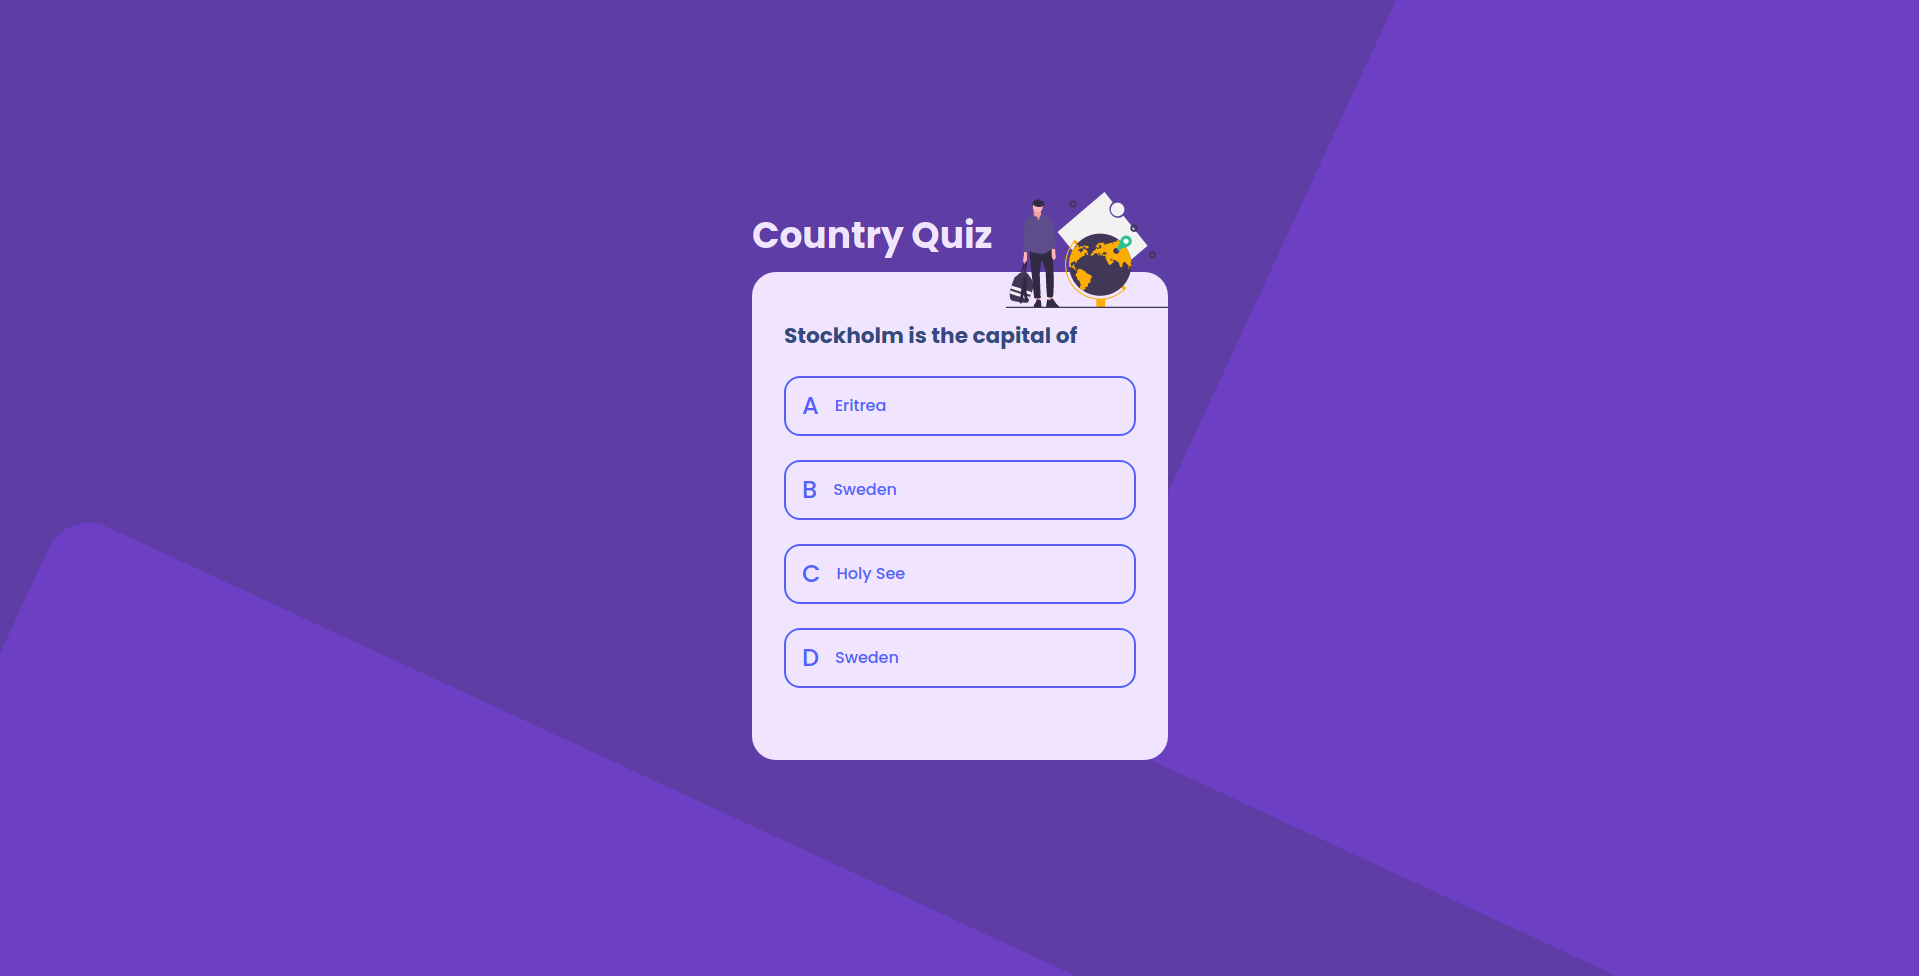 Country Quiz
Stockholm is the capital of
A Eritrea
B Sweden
C Holy See
D Sweden